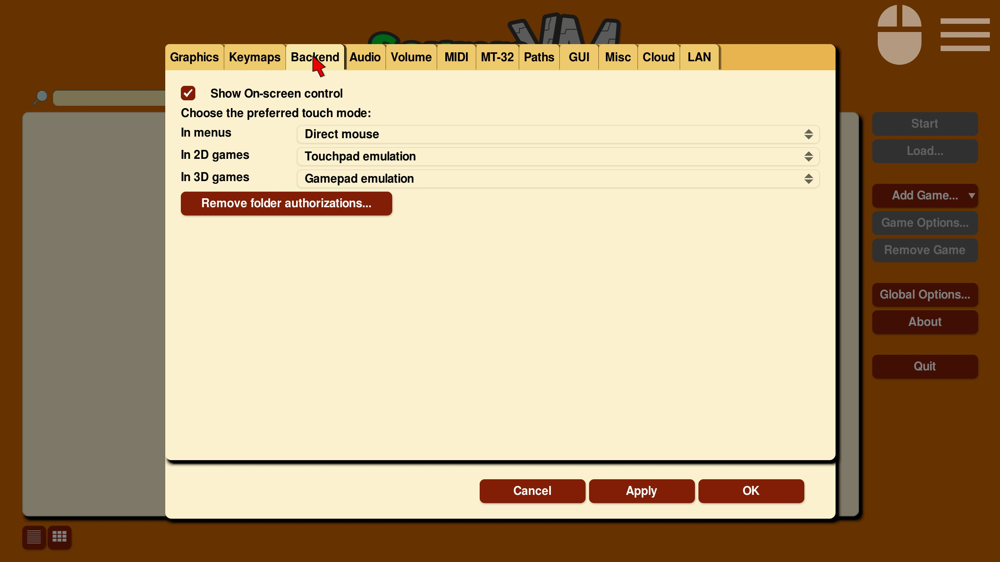 Graphics Keymaps Backend Audio Volume MIDI MT-32 Paths GUI Misc Cloud LAN
Show On-screen control
Choose the preferred touch mode:
In menus Direct mouse
In 2D games Touchpad emulation
In 3D games Gamepad emulation
Remove folder authorizations...
Cancel Apply OK
Start
Load...
Add Game...
Game Options...
Remove Game
Global Options...
About
Quit